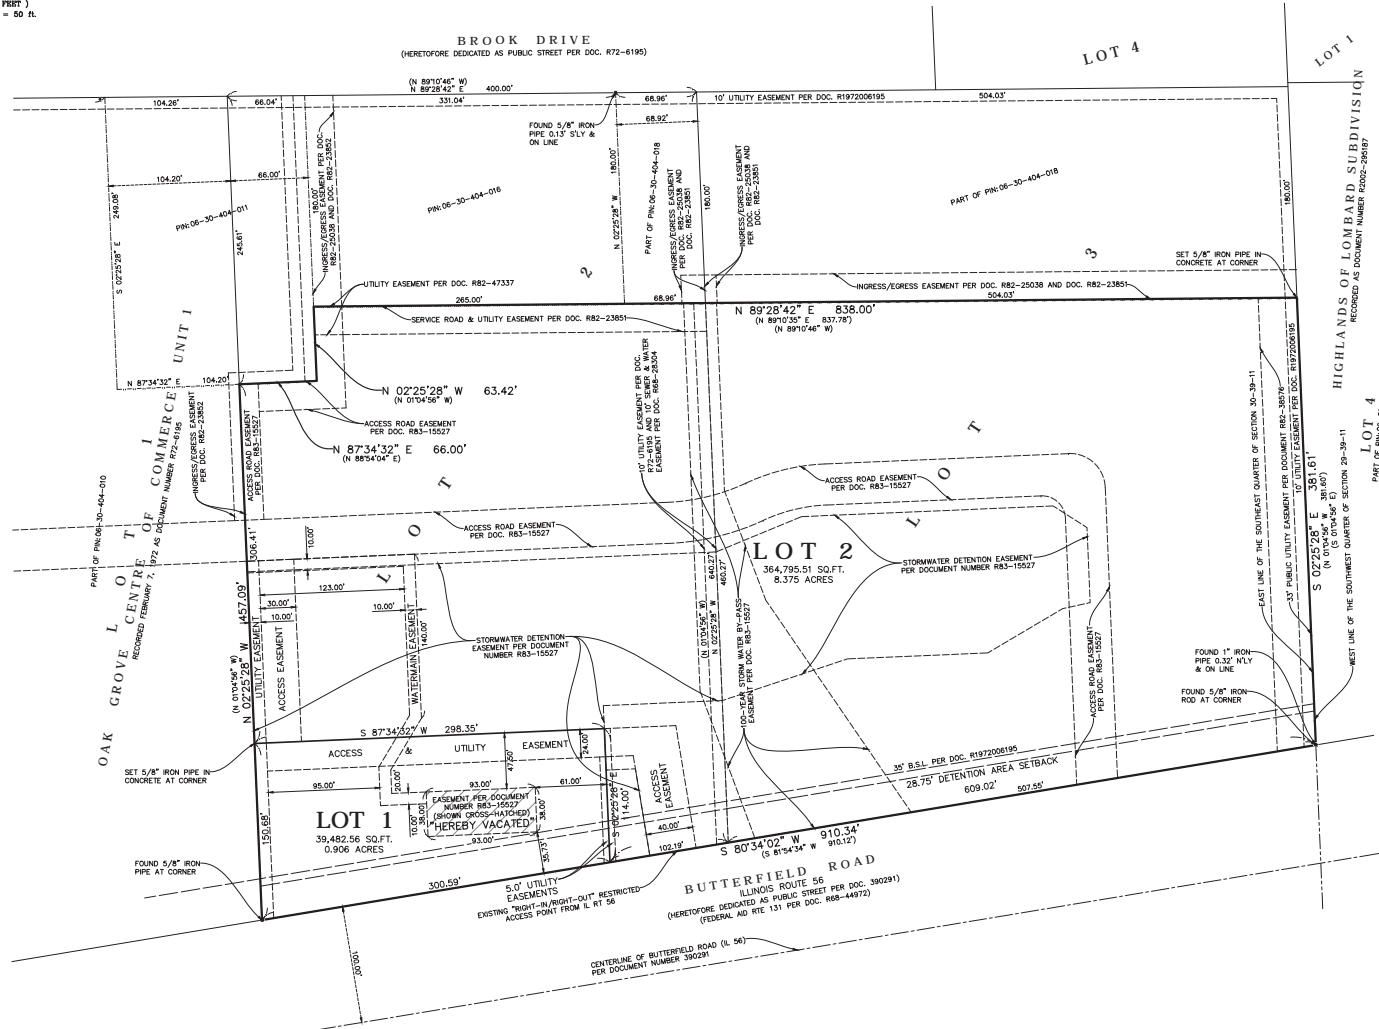 FEET )
= 50 ft.
BROOK DRIVE
(HERETOFORE DEDICATED AS PUBLIC STREET PER DOC. R72-6195)
LOT 4
LOT 1
(N 89°10'46" W)
N 89°28'42" E 400.00'
104.26'
66.04'
331.04'
68.96'
10' UTILITY EASEMENT PER DOC. R1972006195
504.03'
FOUND 5/8" IRON
PIPE 0.13' S'LY &
ON LINE
68.92'
104.20'
66.00'
249.08'
S 02°25'28" E
PIN:06-30-404-011
245.61'
180.00'
INGRESS/EGRESS EASEMENT PER DOC.
R82-25038 AND DOC. R82-23852
PIN:06-30-404-016
N 02°25'28" W 180.00'
PART OF PIN:06-30-404-018
INGRESS/EGRESS EASEMENT
PER DOC. R82-25038 AND
DOC. R82-23851
180.00'
INGRESS/EGRESS EASEMENT
PER DOC. R82-25038 AND
DOC. R82-23851
PART OF PIN:06-30-404-018
180.00'
HIGHLANDS OF LOMBARD SUBDIVISION
RECORDED AS DOCUMENT NUMBER R2002-295187
2
3
SET 5/8" IRON PIPE IN
CONCRETE AT CORNER
UTILITY EASEMENT PER DOC. R82-47337
INGRESS/EGRESS EASEMENT PER DOC. R82-25038 AND DOC. R82-23851
265.00'
68.96'
504.03'
N 89°28'42" E 838.00'
(N 89°10'35" E 837.78')
(N 89°10'46" W)
SERVICE ROAD & UTILITY EASEMENT PER DOC. R82-23851
N 87°34'32" E 104.20'
N 02°25'28" W 63.42'
(N 01°04'56" W)
ACCESS ROAD EASEMENT
PER DOC. R83-15527
N 87°34'32" E 66.00'
(N 88°54'04" E)
INGRESS/EGRESS EASEMENT
PER DOC. R82-23852
ACCESS ROAD EASEMENT
PER DOC. R83-15527
10' UTILITY EASEMENT PER DOC.
R72-6195 AND 10' SEWER & WATER
EASEMENT PER DOC. R68-28304
OAK GROVE CENTRE OF COMMERCE UNIT 1
RECORDED FEBRUARY 7, 1972 AS DOCUMENT NUMBER R72-6195
LOT 1
PART OF PIN:06-30-404-010
EAST LINE OF THE SOUTHEAST QUARTER OF SECTION 30-39-11
33' PUBLIC UTILITY EASEMENT PER DOCUMENT R82-38576
10' UTILITY EASEMENT PER DOC. R1972006195
S 02°25'28" E 381.61'
(N 01°04'56" W 381.60')
(S 01°04'56" E)
WEST LINE OF THE SOUTHWEST QUARTER OF SECTION 29-39-11
LOT 4
PART OF PIN:
ACCESS ROAD EASEMENT
PER DOC. R83-15527
ACCESS ROAD EASEMENT
PER DOC. R83-15527
LOT
LOT
LOT 2
364,795.51 SQ.FT.
8.375 ACRES
STORMWATER DETENTION EASEMENT
PER DOCUMENT NUMBER R83-15527
306.41'
10.00'
123.00'
30.00'
10.00'
10.00'
UTILITY EASEMENT
ACCESS EASEMENT
WATERMAIN EASEMENT
140.00'
N 02°25'28" W 457.09'
(N 01°04'56" W)
STORMWATER DETENTION
EASEMENT PER DOCUMENT
NUMBER R83-15527
(N 01°04'56" W) 640.27'
N 02°25'28" W 460.27'
100-YEAR STORM WATER BY-PASS
EASEMENT PER DOC. R83-15527
ACCESS ROAD EASEMENT
PER DOC. R83-15527
FOUND 1" IRON
PIPE 0.32' N'LY
& ON LINE
FOUND 5/8" IRON
ROD AT CORNER
S 87°34'32" W 298.35'
ACCESS & UTILITY EASEMENT
24.00'
47.50'
SET 5/8" IRON PIPE IN
CONCRETE AT CORNER
95.00'
20.00'
93.00'
61.00'
EASEMENT PER DOCUMENT
NUMBER R83-15527
(SHOWN CROSS-HATCHED)
"HEREBY VACATED"
10.00'
38.00'
38.00'
93.00'
35.73'
S 02°25'28" E
114.00'
ACCESS
EASEMENT
40.00'
LOT 1
39,482.56 SQ.FT.
0.906 ACRES
150.68'
35' B.S.L. PER DOC. R1972006195
28.75' DETENTION AREA SETBACK
609.02'
507.55'
102.19'
S 80°34'02" W 910.34'
(S 81°54'34" W 910.12')
FOUND 5/8" IRON
PIPE AT CORNER
300.59'
5.0' UTILITY
EASEMENTS
EXISTING "RIGHT-IN/RIGHT-OUT" RESTRICTED
ACCESS POINT FROM IL RT 56
BUTTERFIELD ROAD
ILLINOIS ROUTE 56
(HERETOFORE DEDICATED AS PUBLIC STREET PER DOC. 390291)
(FEDERAL AID RTE 131 PER DOC. R68-44972)
100.00'
CENTERLINE OF BUTTERFIELD ROAD (IL 56)
PER DOCUMENT NUMBER 390291